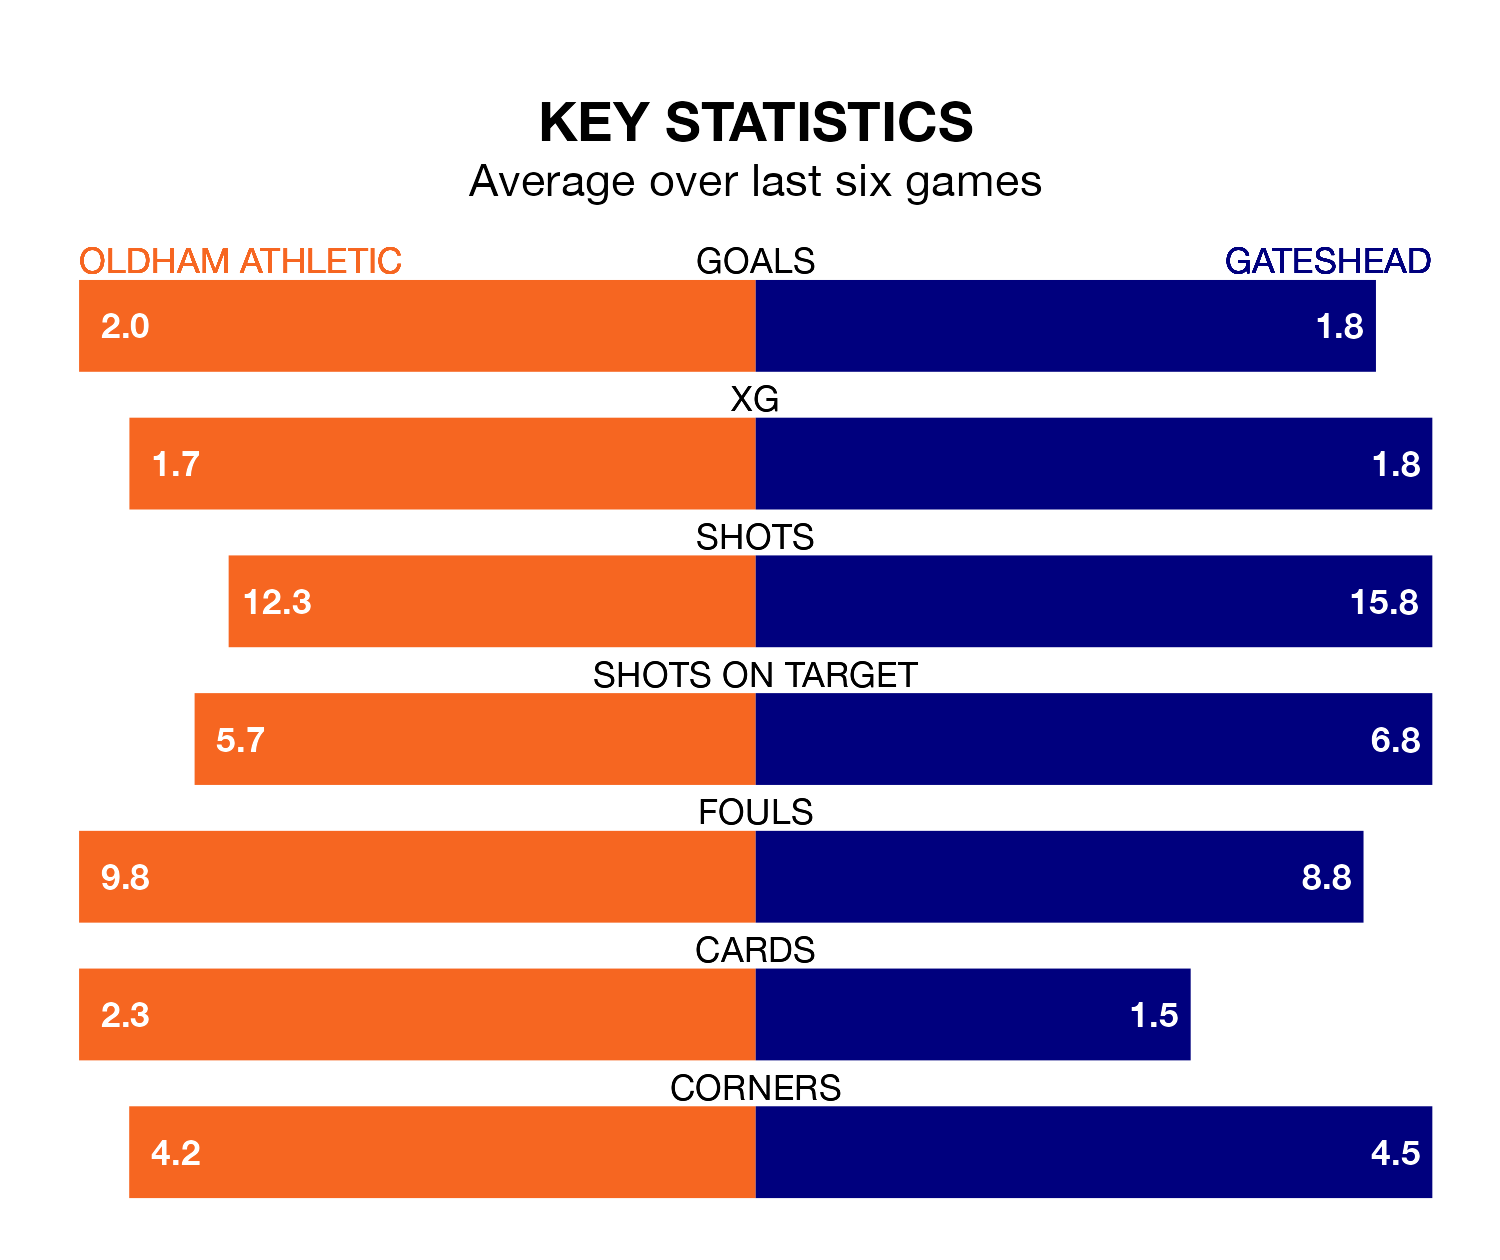 KEY STATISTICS
Average over last six games
OLDHAM ATHLETIC GOALS GATESHEAD
2.0 1.8
XG
1.7 1.8
SHOTS
12.3 15.8
SHOTS ON TARGET
5.7 6.8
FOULS
9.8 8.8
CARDS
2.3 1.5
CORNERS
4.2 4.5